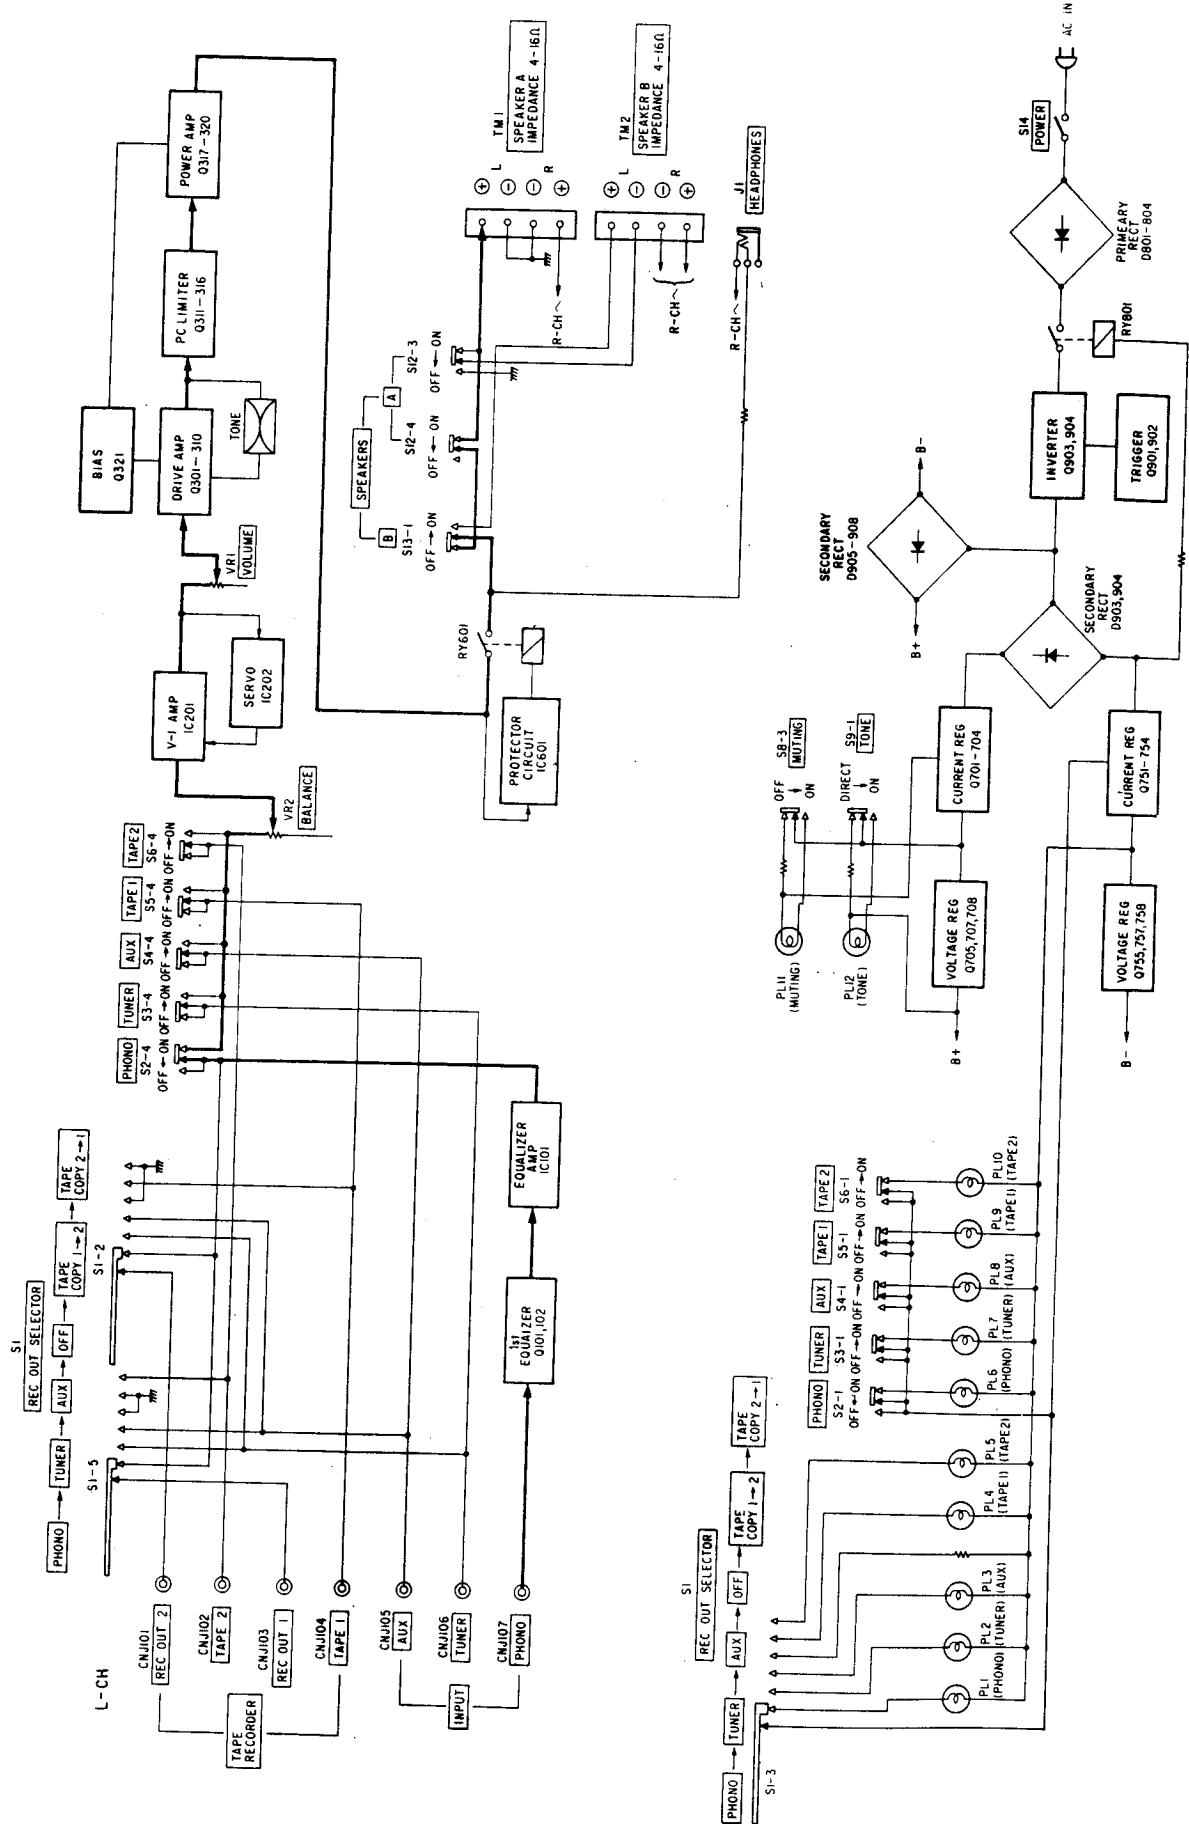 L-CH
TAPE
RECORDER
CNJ101
REC OUT 2
CNJ102
TAPE 2
CNJ103
REC OUT 1
CNJ104
TAPE 1
INPUT
CNJ105
AUX
CNJ106
TUNER
CNJ107
PHONO
S1
REC OUT SELECTOR
PHONO
TUNER
AUX
OFF
TAPE
COPY 1→2
TAPE
COPY 2→1
S1-5
S1-2
1st
EQUAIZER
Q101,102
EQUALIZER
AMP
IC101
PHONO
S2-4
OFF←ON
TUNER
S3-4
OFF→ON
AUX
S4-4
OFF→ON
TAPE 1
S5-4
OFF→ON
TAPE 2
S6-4
OFF→ON
VR2
BALANCE
V-1 AMP
IC201
SERVO
IC202
VR1
VOLUME
BIAS
Q321
DRIVE AMP
Q301-310
TONE
PC LIMITER
Q311-316
POWER AMP
Q317-320
PROTECTOR
CIRCUIT
IC601
RY601
SPEAKERS
B
A
S13-1
OFF→ON
S12-4
OFF←ON
S12-3
OFF←ON
R-CH~
TM1
SPEAKER A
IMPEDANCE 4-16Ω
⊕
L
⊖
⊖
R
⊕
TM2
SPEAKER B
IMPEDANCE 4-16Ω
⊕
L
⊖
⊖
R
⊕
R-CH~
R-CH~
J1
HEADPHONES
S1
REC OUT SELECTOR
PHONO
TUNER
AUX
OFF
TAPE
COPY 1→2
TAPE
COPY 2→1
S1-3
PL1
(PHONO)
PL2
(TUNER)
PL3
(AUX)
PL4
(TAPE1)
PL5
(TAPE2)
PHONO
S2-1
OFF←ON
TUNER
S3-1
OFF→ON
AUX
S4-1
OFF→ON
TAPE 1
S5-1
OFF→ON
TAPE 2
S6-1
OFF→ON
PL6
(PHONO)
PL7
(TUNER)
PL8
(AUX)
PL9
(TAPE1)
PL10
(TAPE2)
PL11
(MUTING)
PL12
(TONE)
S8-3
MUTING
OFF
↓
ON
S9-1
TONE
DIRECT
↓
ON
B+
VOLTAGE REG
Q705,707,708
CURRENT REG
Q701-704
B-
VOLTAGE REG
Q755,757,758
CURRENT REG
Q751-754
SECONDARY
RECT
D905-908
B+
B-
SECONDARY
RECT
D903,904
INVERTER
Q903,904
TRIGGER
Q901,902
RY801
PRIMEARY
RECT
D801-804
S14
POWER
AC IN